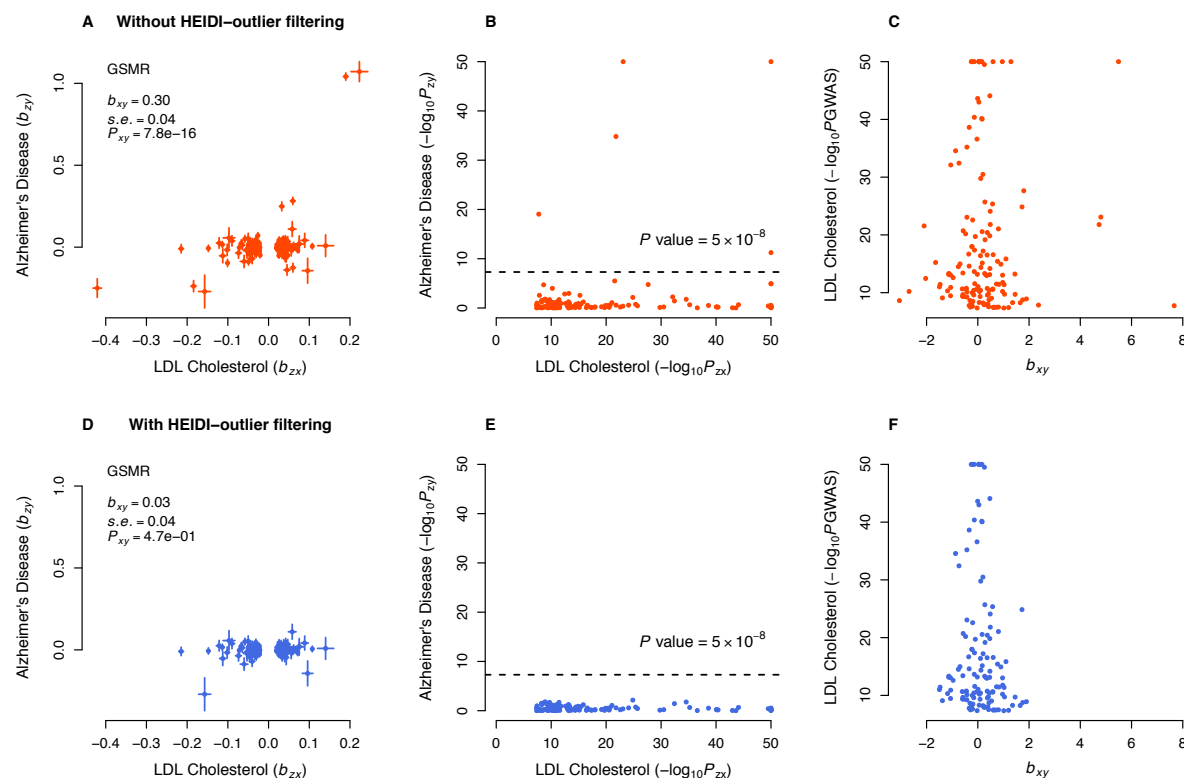 A Without HEIDI−outlier filtering
GSMR
b_xy = 0.30
s.e. = 0.04
P_xy = 7.8e−16
Alzheimer's Disease (b_zy)
0.0 0.5 1.0
−0.4 −0.3 −0.2 −0.1 0.0 0.1 0.2
LDL Cholesterol (b_zx)
B
Alzheimer's Disease (−log10P_zy)
0 10 20 30 40 50
P value = 5 × 10−8
0 10 20 30 40 50
LDL Cholesterol (−log10P_zx)
C
LDL Cholesterol (−log10PGWAS)
10 20 30 40 50
−2 0 2 4 6 8
b_xy
D With HEIDI−outlier filtering
GSMR
b_xy = 0.03
s.e. = 0.04
P_xy = 4.7e−01
Alzheimer's Disease (b_zy)
0.0 0.5 1.0
−0.4 −0.3 −0.2 −0.1 0.0 0.1 0.2
LDL Cholesterol (b_zx)
E
Alzheimer's Disease (−log10P_zy)
0 10 20 30 40 50
P value = 5 × 10−8
0 10 20 30 40 50
LDL Cholesterol (−log10P_zx)
F
LDL Cholesterol (−log10PGWAS)
10 20 30 40 50
−2 0 2 4 6 8
b_xy